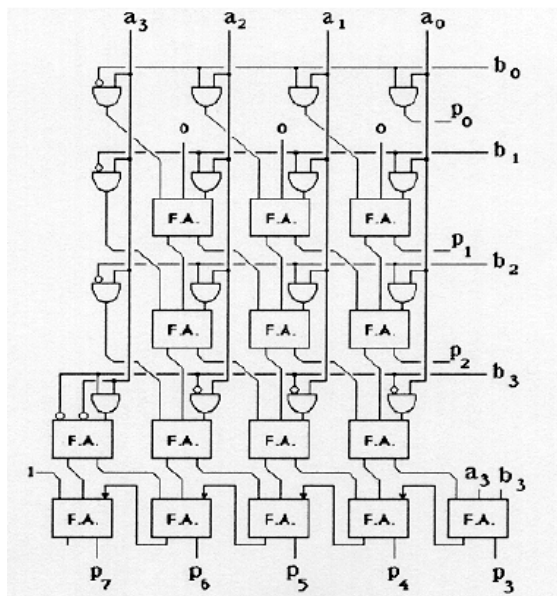 a3 a2 a1 a0
b0
p0
0 0 0
b1
F.A. F.A. F.A.
p1
b2
F.A. F.A. F.A.
p2
b3
F.A. F.A. F.A. F.A.
1 a3 b3
F.A. F.A. F.A. F.A. F.A.
p7 p6 p5 p4 p3